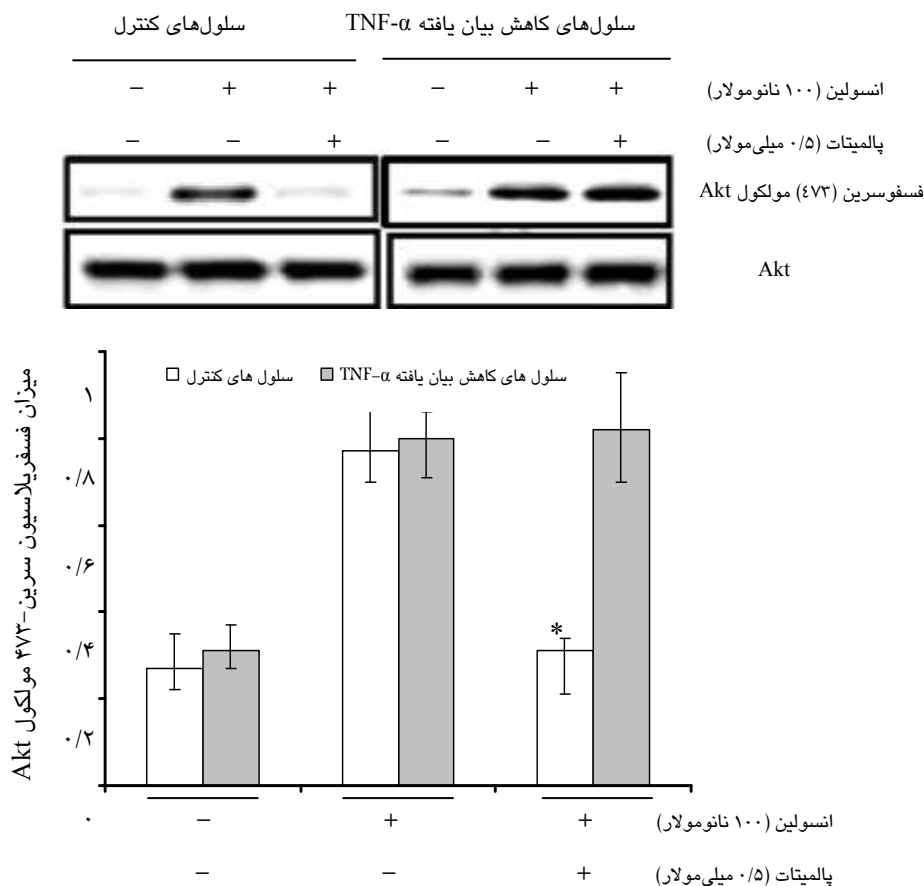 سلول‌های کنترل
سلول‌های کاهش بیان یافته TNF-α
انسولین (۱۰۰ نانومولار) − + + − + +
پالمیتات (۰/۵ میلی‌مولار) − − + − − +
فسفوسرین (٤٧٣) مولکول Akt
Akt
میزان فسفریلاسیون سرین-۴۷۳ مولکول Akt
سلول های کنترل
سلول های کاهش بیان یافته TNF-α
۱
۰/۸
۰/۶
۰/۴
۰/۲
۰
*
انسولین (۱۰۰ نانومولار) − + +
پالمیتات (۰/۵ میلی‌مولار) − − +